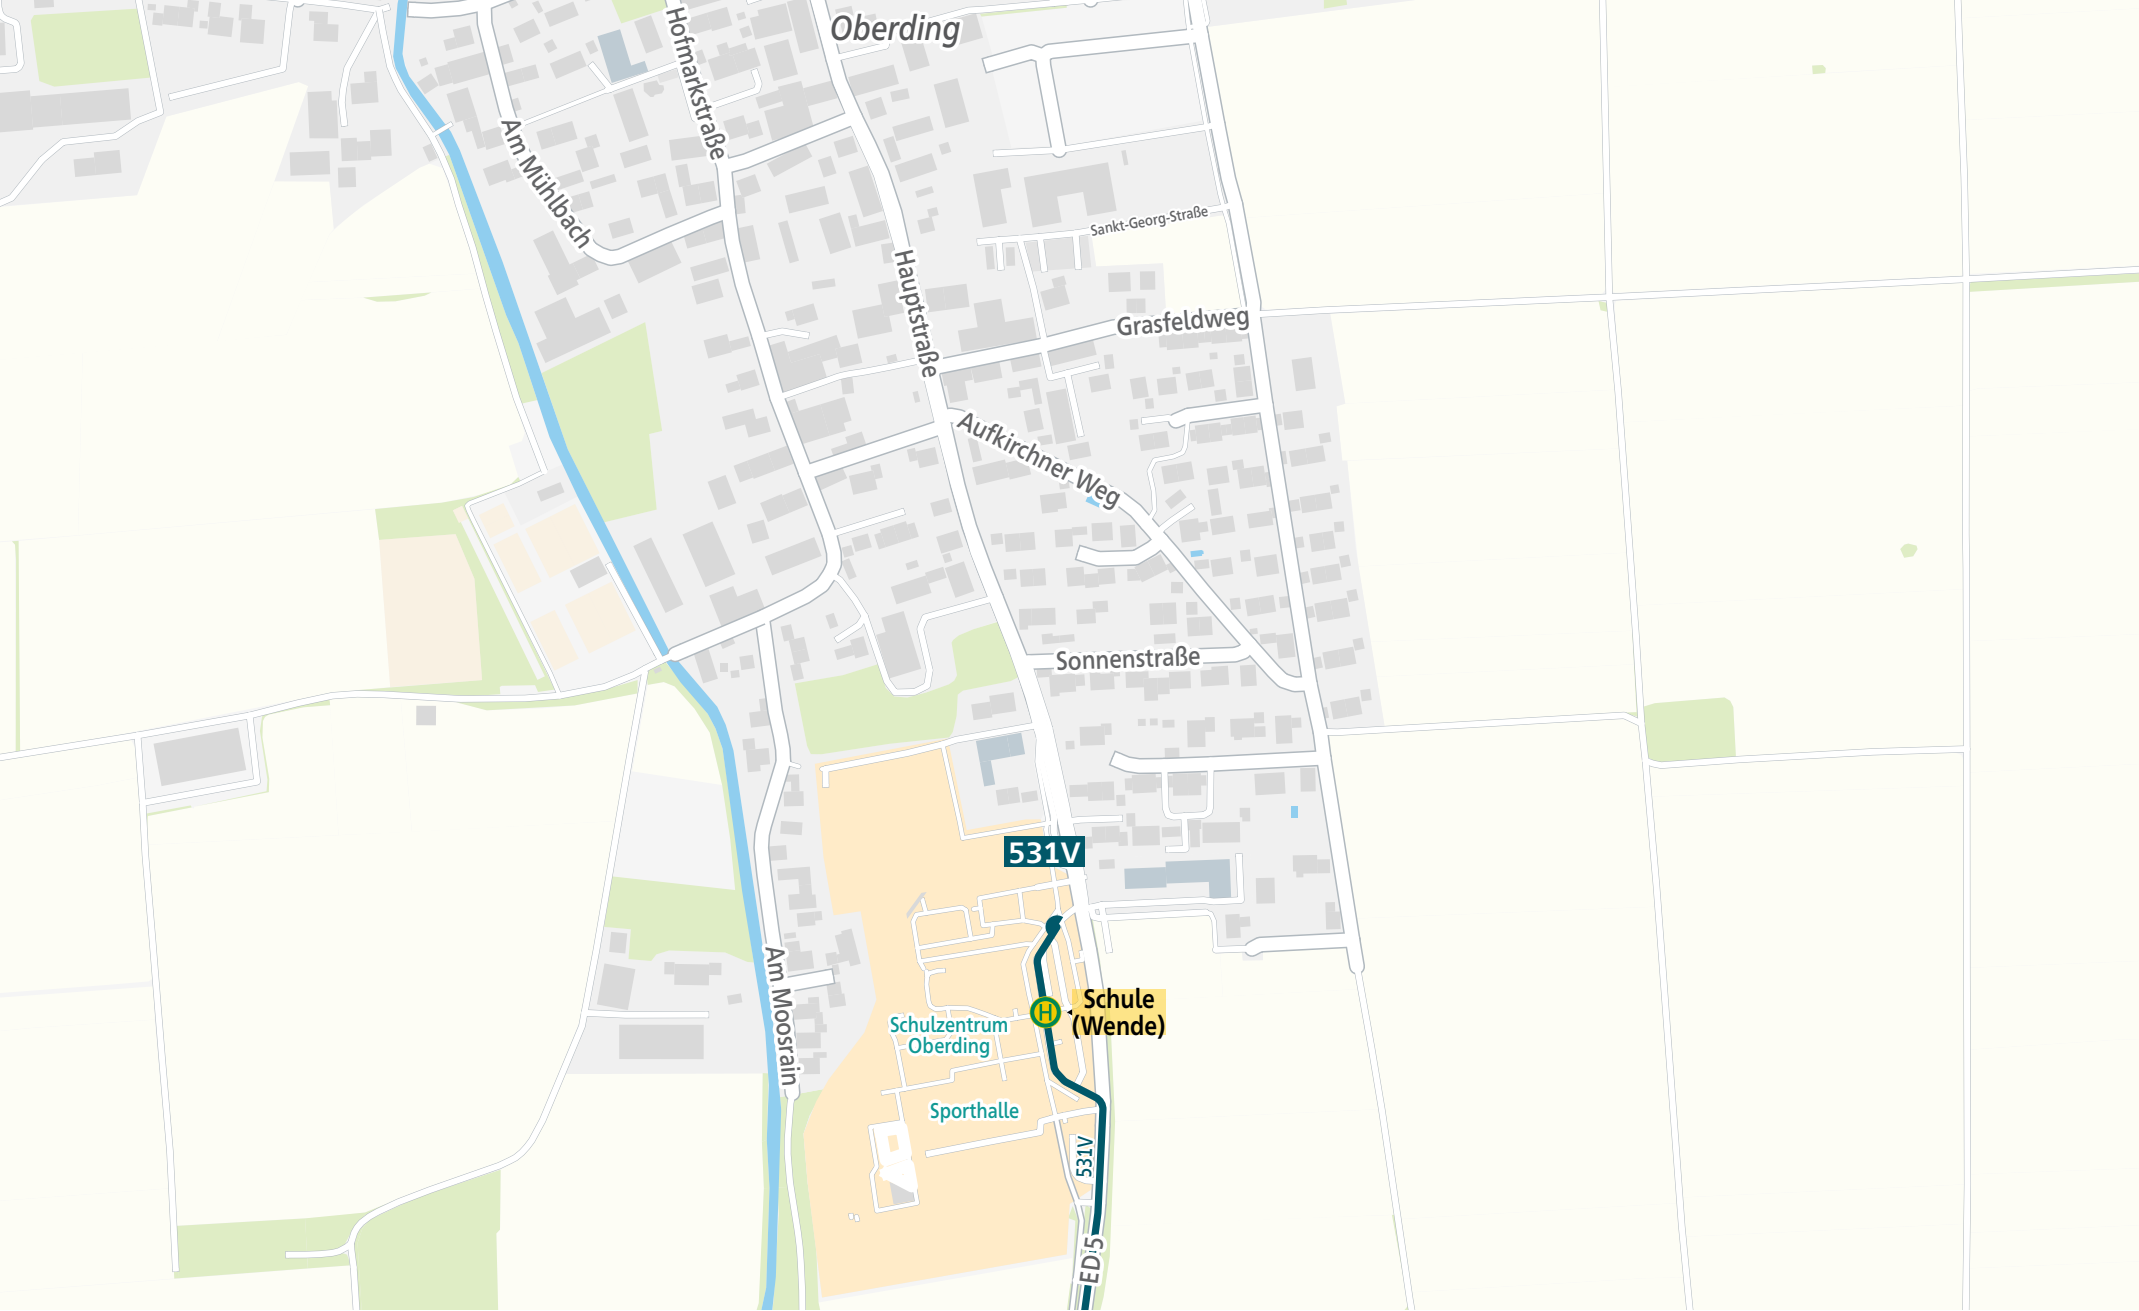 Oberding
Hofmarkstraße
Am Mühlbach
Sankt-Georg-Straße
Hauptstraße
Grasfeldweg
Aufkirchner Weg
Sonnenstraße
531V
Am Moosrain
H
Schule
(Wende)
Schulzentrum
Oberding
Sporthalle
531V
ED 5